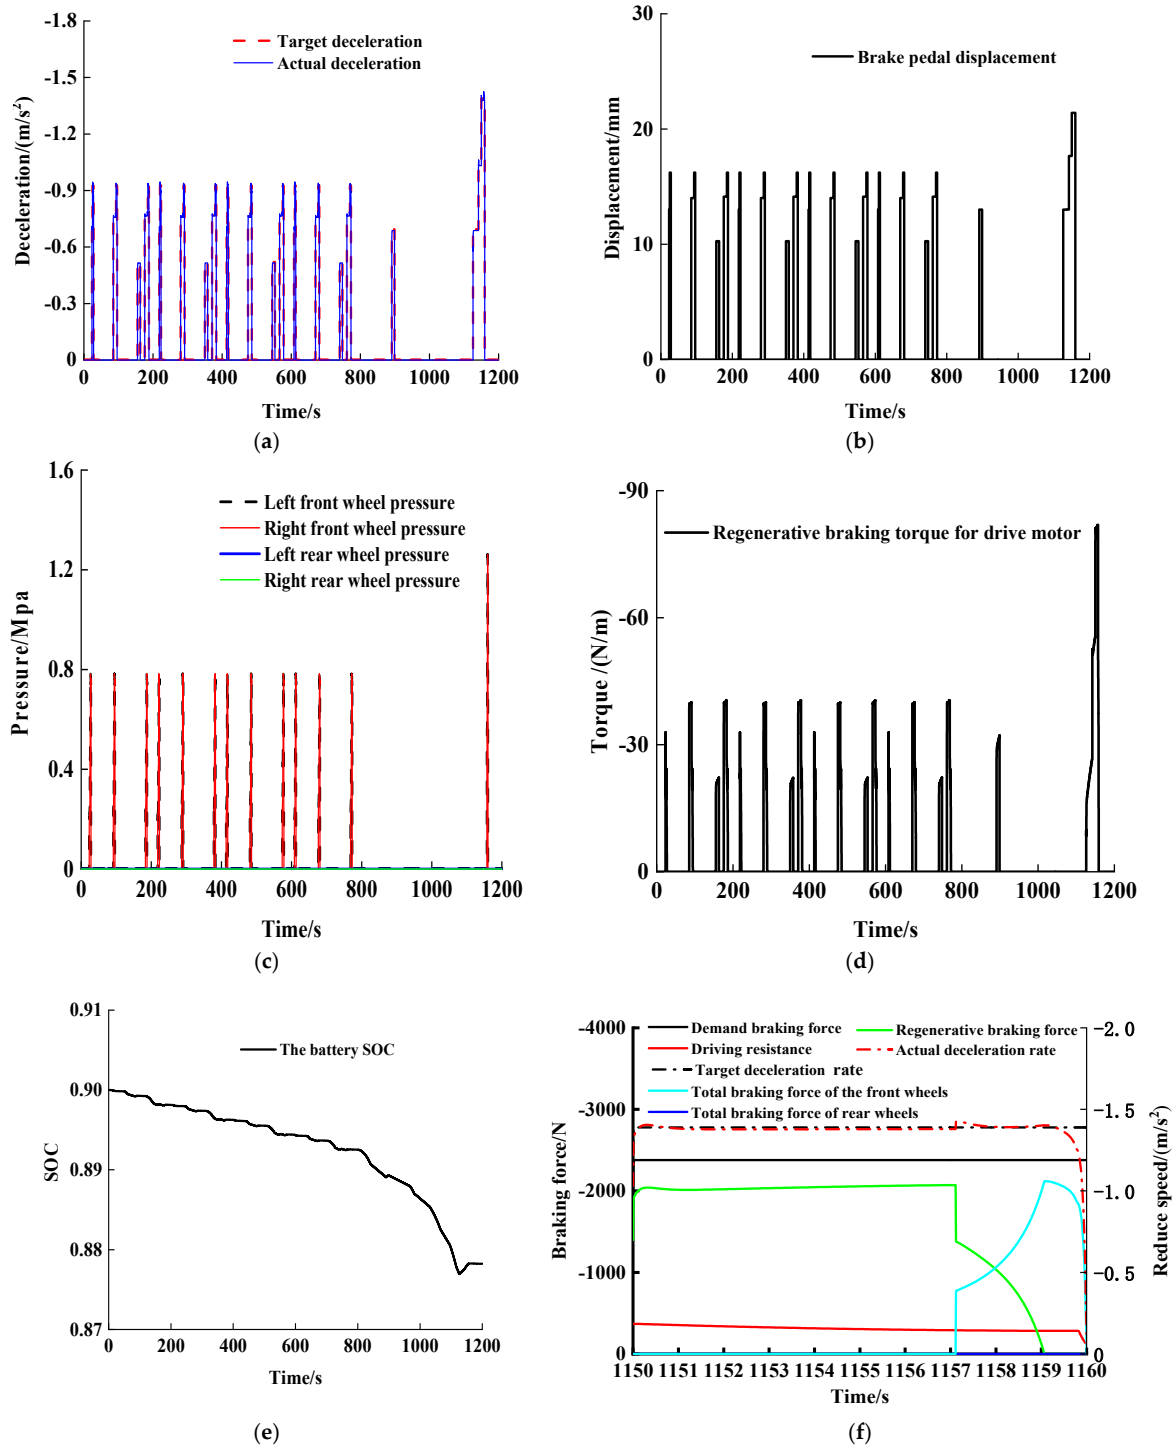 -1.8
-1.5
-1.2
-0.9
-0.6
-0.3
0
Deceleration/(m/s²)
Target deceleration
Actual deceleration
0 200 400 600 800 1000 1200
Time/s
(a)
30
20
10
0
Displacement/mm
Brake pedal displacement
0 200 400 600 800 1000 1200
Time/s
(b)
1.6
1.2
0.8
0.4
0
Pressure/Mpa
Left front wheel pressure
Right front wheel pressure
Left rear wheel pressure
Right rear wheel pressure
0 200 400 600 800 1000 1200
Time/s
(c)
-90
-60
-30
0
Torque /(N/m)
Regenerative braking torque for drive motor
0 200 400 600 800 1000 1200
Time/s
(d)
0.91
0.90
0.89
0.88
0.87
SOC
The battery SOC
0 200 400 600 800 1000 1200
Time/s
(e)
-4000
-3000
-2000
-1000
0
Braking force/N
Demand braking force
Regenerative braking force
Driving resistance
Actual deceleration rate
Target deceleration rate
Total braking force of the front wheels
Total braking force of rear wheels
-2.0
-1.5
-1.0
-0.5
0
Reduce speed/(m/s²)
1150 1151 1152 1153 1154 1155 1156 1157 1158 1159 1160
Time/s
(f)